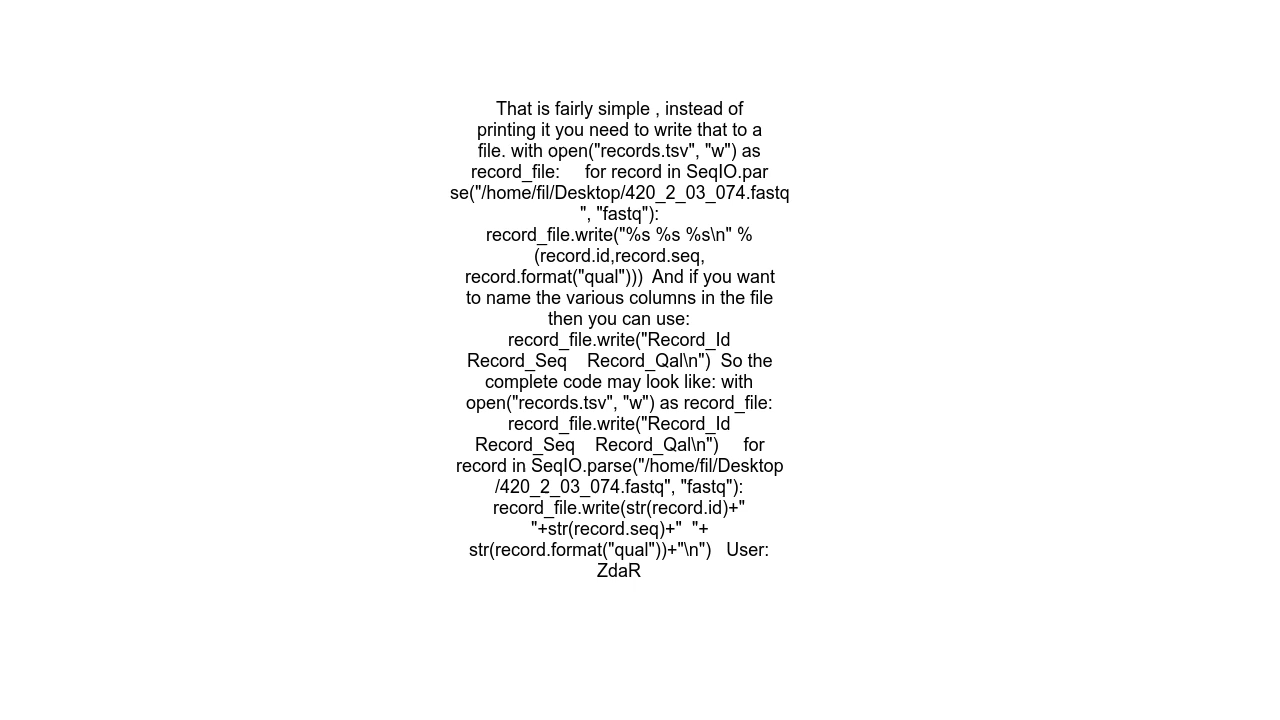 That is fairly simple , instead of
printing it you need to write that to a
file. with open("records.tsv", "w") as
record_file:     for record in SeqIO.par
se("/home/fil/Desktop/420_2_03_074.fastq
", "fastq"):
record_file.write("%s %s %s\n" %
(record.id,record.seq,
record.format("qual")))  And if you want
to name the various columns in the file
then you can use:
record_file.write("Record_Id
Record_Seq    Record_Qal\n")  So the
complete code may look like: with
open("records.tsv", "w") as record_file:
record_file.write("Record_Id
Record_Seq    Record_Qal\n")     for
record in SeqIO.parse("/home/fil/Desktop
/420_2_03_074.fastq", "fastq"):
record_file.write(str(record.id)+"
"+str(record.seq)+"  "+
str(record.format("qual"))+"\n")   User:
ZdaR